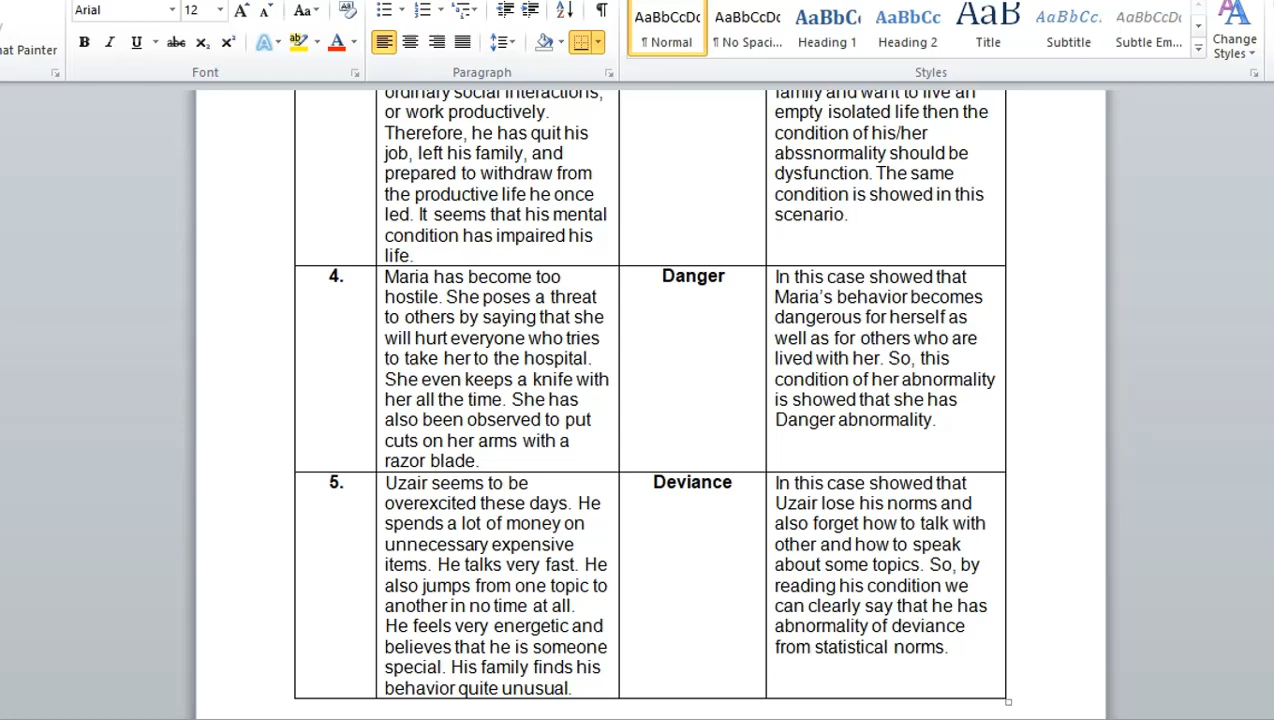 Arial
12
A
A
Aa
at Painter
B I U abc x₂ x²
A
ab
A
Font
Paragraph
AaBbCcDc
AaBbCcDc
AaBbCc
AaBbCc
AaB
AaBbCc.
AaBbCcDc
¶ Normal
¶ No Spaci...
Heading 1
Heading 2
Title
Subtitle
Subtle Em...
Change
Styles
Styles
ordinary social interactions,
or work productively.
Therefore, he has quit his
job, left his family, and
prepared to withdraw from
the productive life he once
led. It seems that his mental
condition has impaired his
life.
family and want to live an
empty isolated life then the
condition of his/her
abssnormality should be
dysfunction. The same
condition is showed in this
scenario.
4.
Maria has become too
hostile. She poses a threat
to others by saying that she
will hurt everyone who tries
to take her to the hospital.
She even keeps a knife with
her all the time. She has
also been observed to put
cuts on her arms with a
razor blade.
Danger
In this case showed that
Maria's behavior becomes
dangerous for herself as
well as for others who are
lived with her. So, this
condition of her abnormality
is showed that she has
Danger abnormality.
5.
Uzair seems to be
overexcited these days. He
spends a lot of money on
unnecessary expensive
items. He talks very fast. He
also jumps from one topic to
another in no time at all.
He feels very energetic and
believes that he is someone
special. His family finds his
behavior quite unusual.
Deviance
In this case showed that
Uzair lose his norms and
also forget how to talk with
other and how to speak
about some topics. So, by
reading his condition we
can clearly say that he has
abnormality of deviance
from statistical norms.